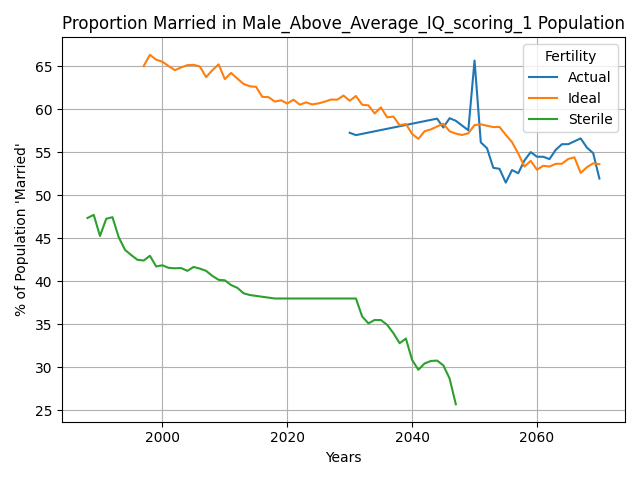 Proportion Married in Male_Above_Average_IQ_scoring_1 Population
% of Population 'Married'
65
60
55
50
45
40
35
30
25
2000
2020
2040
2060
Years
Fertility
Actual
Ideal
Sterile